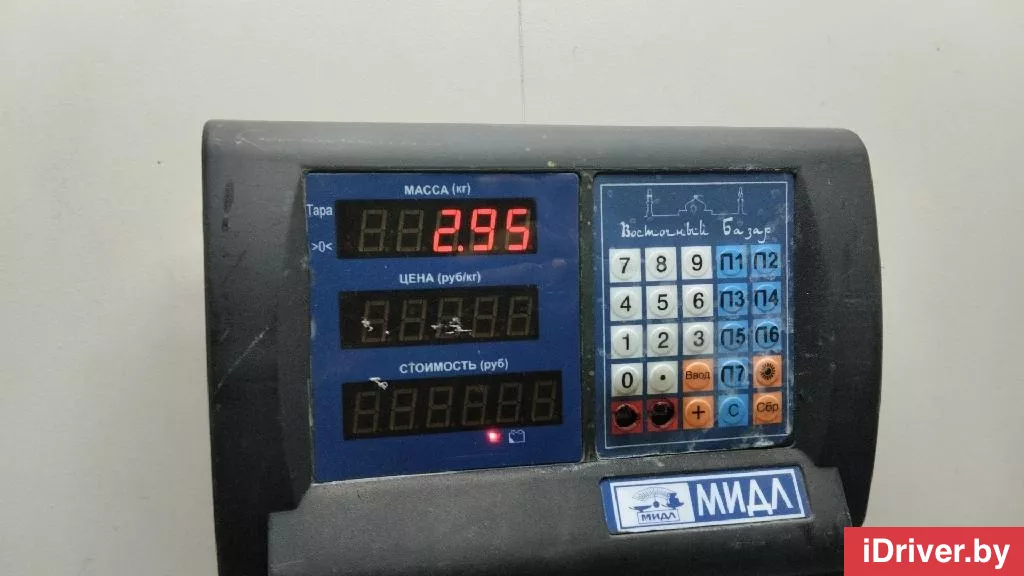 МАССА (кг)
Тара
2.95
>0<
ЦЕНА (руб/кг)
СТОИМОСТЬ (руб)
Восточный Базар
7 8 9 П1 П2
4 5 6 П3 П4
1 2 3 П5 П6
0 . Ввод П7
+ С Сбр
МИДЛ
МИДЛ
iDriver.by